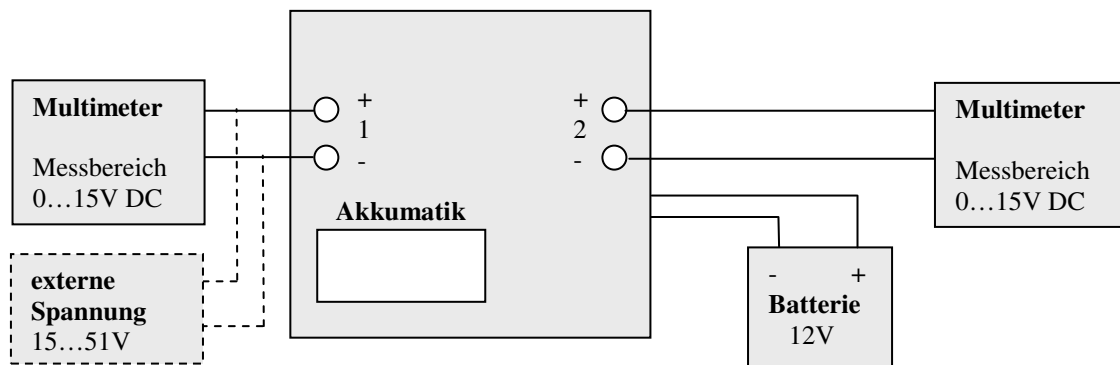 Multimeter
Messbereich
0…15V DC
externe
Spannung
15…51V
+
1
-
+
2
-
Akkumatik
- +
Batterie
12V
Multimeter
Messbereich
0…15V DC